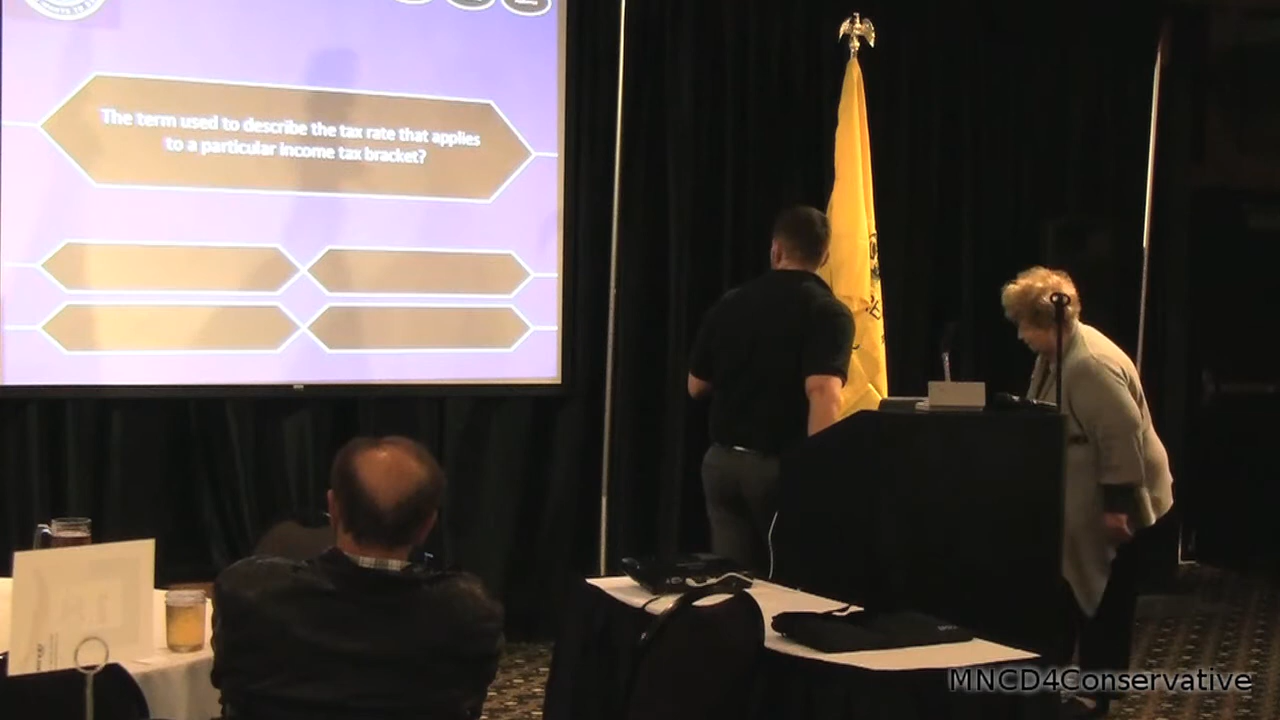 The term used to describe the tax rate that applies
to a particular income tax bracket?
MNCD4Conservative